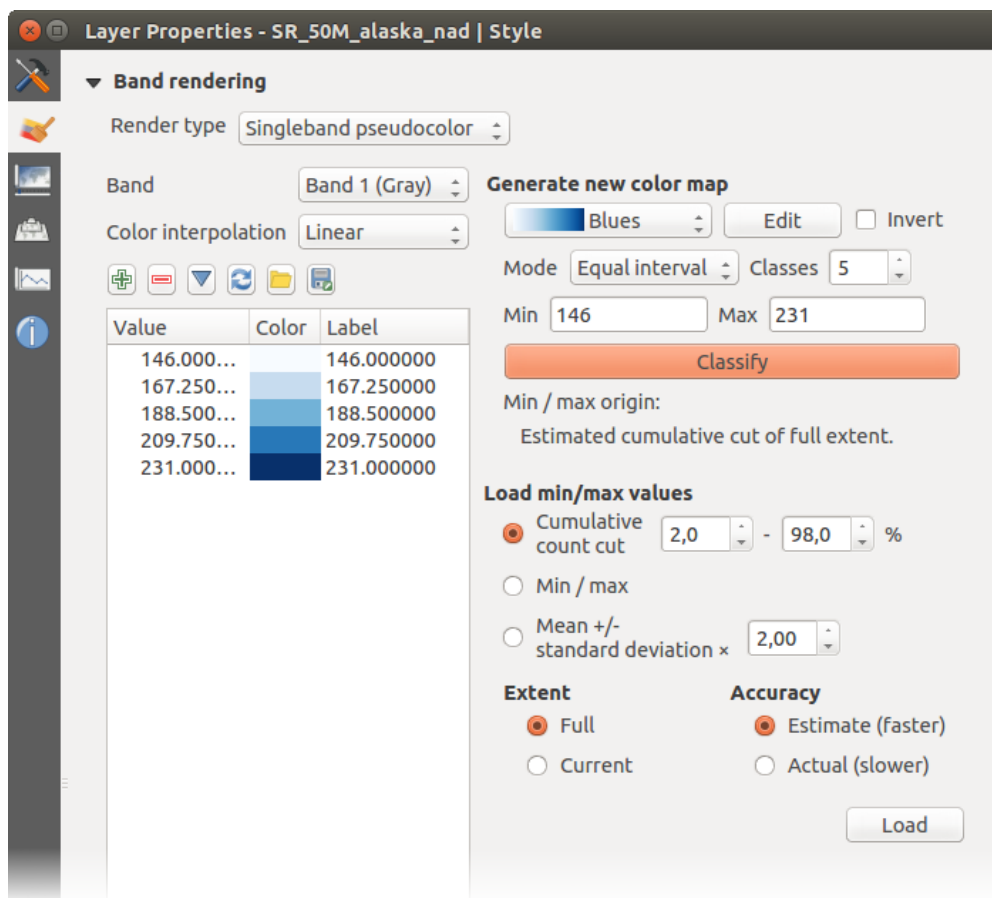 Layer Properties - SR_50M_alaska_nad | Style
Band rendering
Render type Singleband pseudocolor
Band Band 1 (Gray)
Color interpolation Linear
Value Color Label
146.000... 146.000000
167.250... 167.250000
188.500... 188.500000
209.750... 209.750000
231.000... 231.000000
Generate new color map
Blues Edit Invert
Mode Equal interval Classes 5
Min 146 Max 231
Classify
Min / max origin:
Estimated cumulative cut of full extent.
Load min/max values
Cumulative
count cut 2,0 - 98,0 %
Min / max
Mean +/-
standard deviation × 2,00
Extent Accuracy
Full Estimate (faster)
Current Actual (slower)
Load